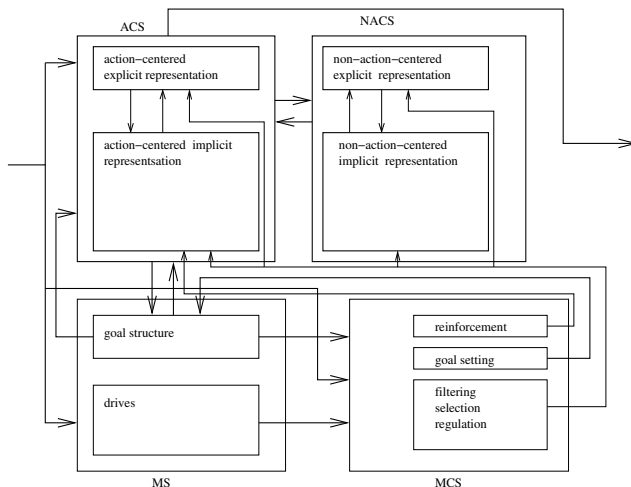 ACS
NACS
action-centered
explicit representation
non-action-centered
explicit representation
action-centered implicit
representsation
non-action-centered
implicit representation
goal structure
reinforcement
goal setting
drives
filtering
selection
regulation
MS
MCS